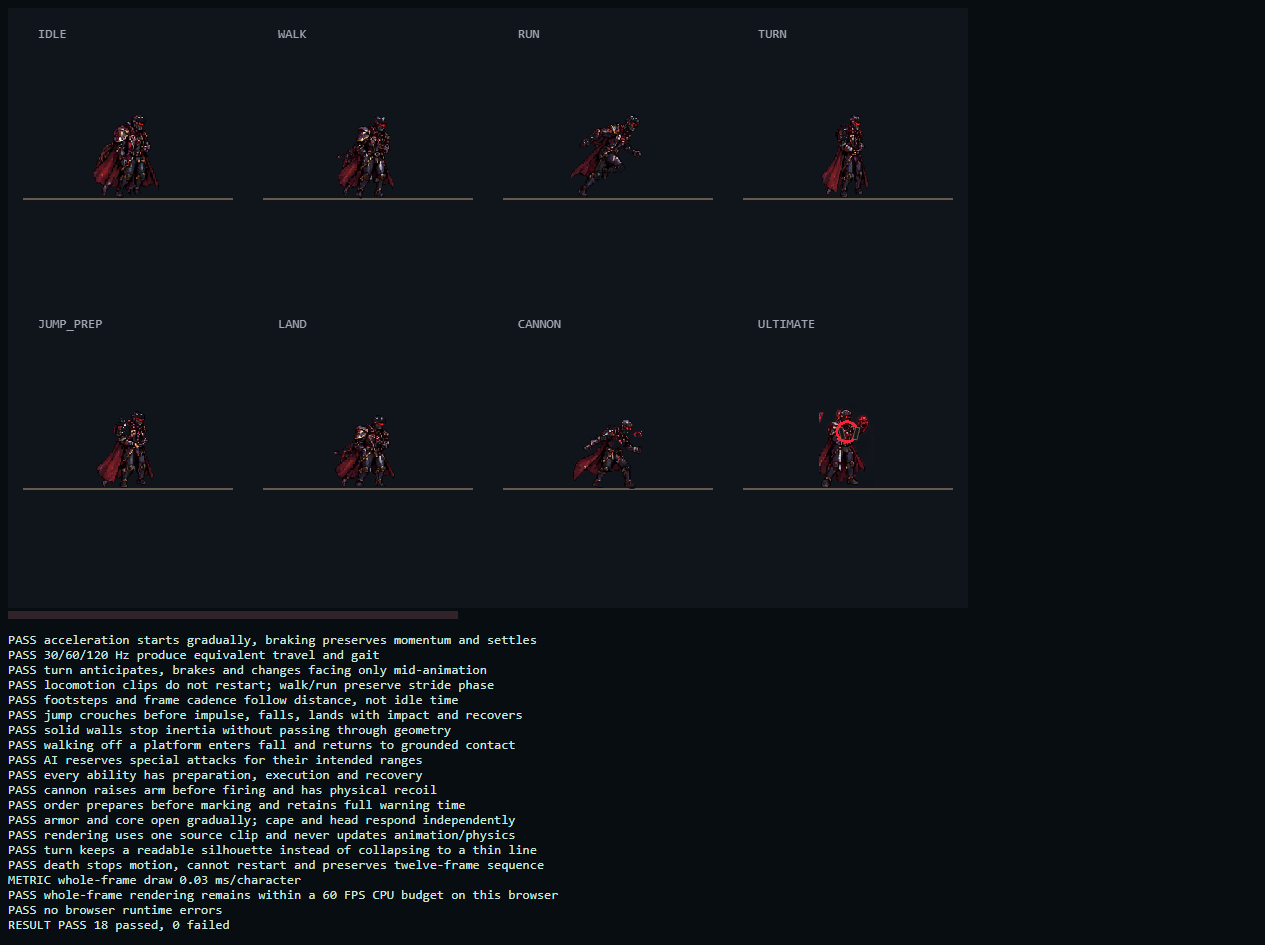 IDLE WALK RUN TURN
JUMP_PREP LAND CANNON ULTIMATE
PASS acceleration starts gradually, braking preserves momentum and settles
PASS 30/60/120 Hz produce equivalent travel and gait
PASS turn anticipates, brakes and changes facing only mid-animation
PASS locomotion clips do not restart; walk/run preserve stride phase
PASS footsteps and frame cadence follow distance, not idle time
PASS jump crouches before impulse, falls, lands with impact and recovers
PASS solid walls stop inertia without passing through geometry
PASS walking off a platform enters fall and returns to grounded contact
PASS AI reserves special attacks for their intended ranges
PASS every ability has preparation, execution and recovery
PASS cannon raises arm before firing and has physical recoil
PASS order prepares before marking and retains full warning time
PASS armor and core open gradually; cape and head respond independently
PASS rendering uses one source clip and never updates animation/physics
PASS turn keeps a readable silhouette instead of collapsing to a thin line
PASS death stops motion, cannot restart and preserves twelve-frame sequence
METRIC whole-frame draw 0.03 ms/character
PASS whole-frame rendering remains within a 60 FPS CPU budget on this browser
PASS no browser runtime errors
RESULT PASS 18 passed, 0 failed